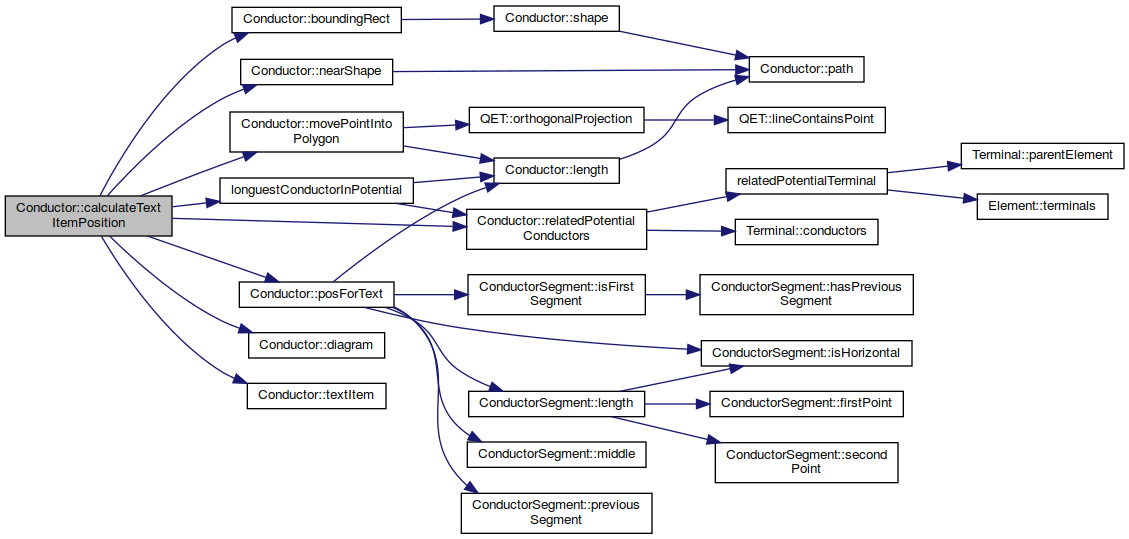 Conductor::calculateText
ItemPosition
Conductor::boundingRect
Conductor::shape
Conductor::nearShape
Conductor::path
Conductor::movePointInto
Polygon
QET::orthogonalProjection
QET::lineContainsPoint
Conductor::length
longuestConductorInPotential
Conductor::relatedPotential
Conductors
relatedPotentialTerminal
Terminal::parentElement
Element::terminals
Terminal::conductors
Conductor::posForText
ConductorSegment::isFirst
Segment
ConductorSegment::hasPrevious
Segment
ConductorSegment::isHorizontal
ConductorSegment::length
ConductorSegment::firstPoint
ConductorSegment::second
Point
ConductorSegment::middle
ConductorSegment::previous
Segment
Conductor::diagram
Conductor::textItem